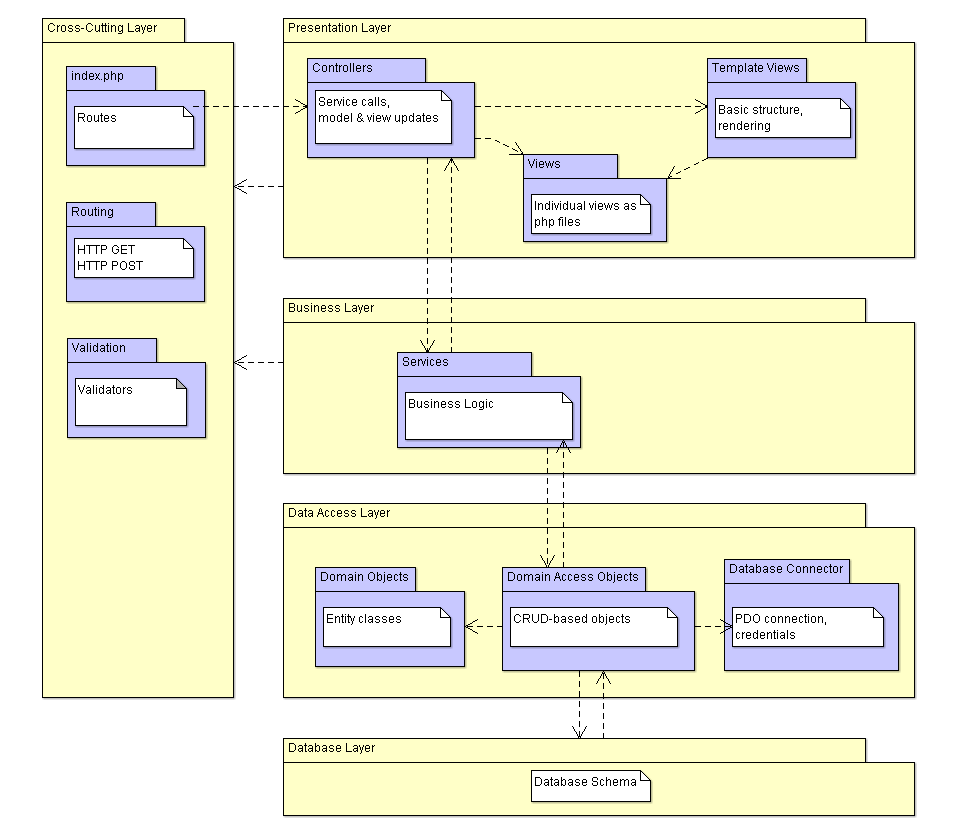 Cross-Cutting Layer
index.php
Routes
Routing
HTTP GET
HTTP POST
Validation
Validators
Presentation Layer
Controllers
Service calls,
model & view updates
Template Views
Basic structure,
rendering
Views
Individual views as
php files
Business Layer
Services
Business Logic
Data Access Layer
Domain Objects
Entity classes
Domain Access Objects
CRUD-based objects
Database Connector
PDO connection,
credentials
Database Layer
Database Schema